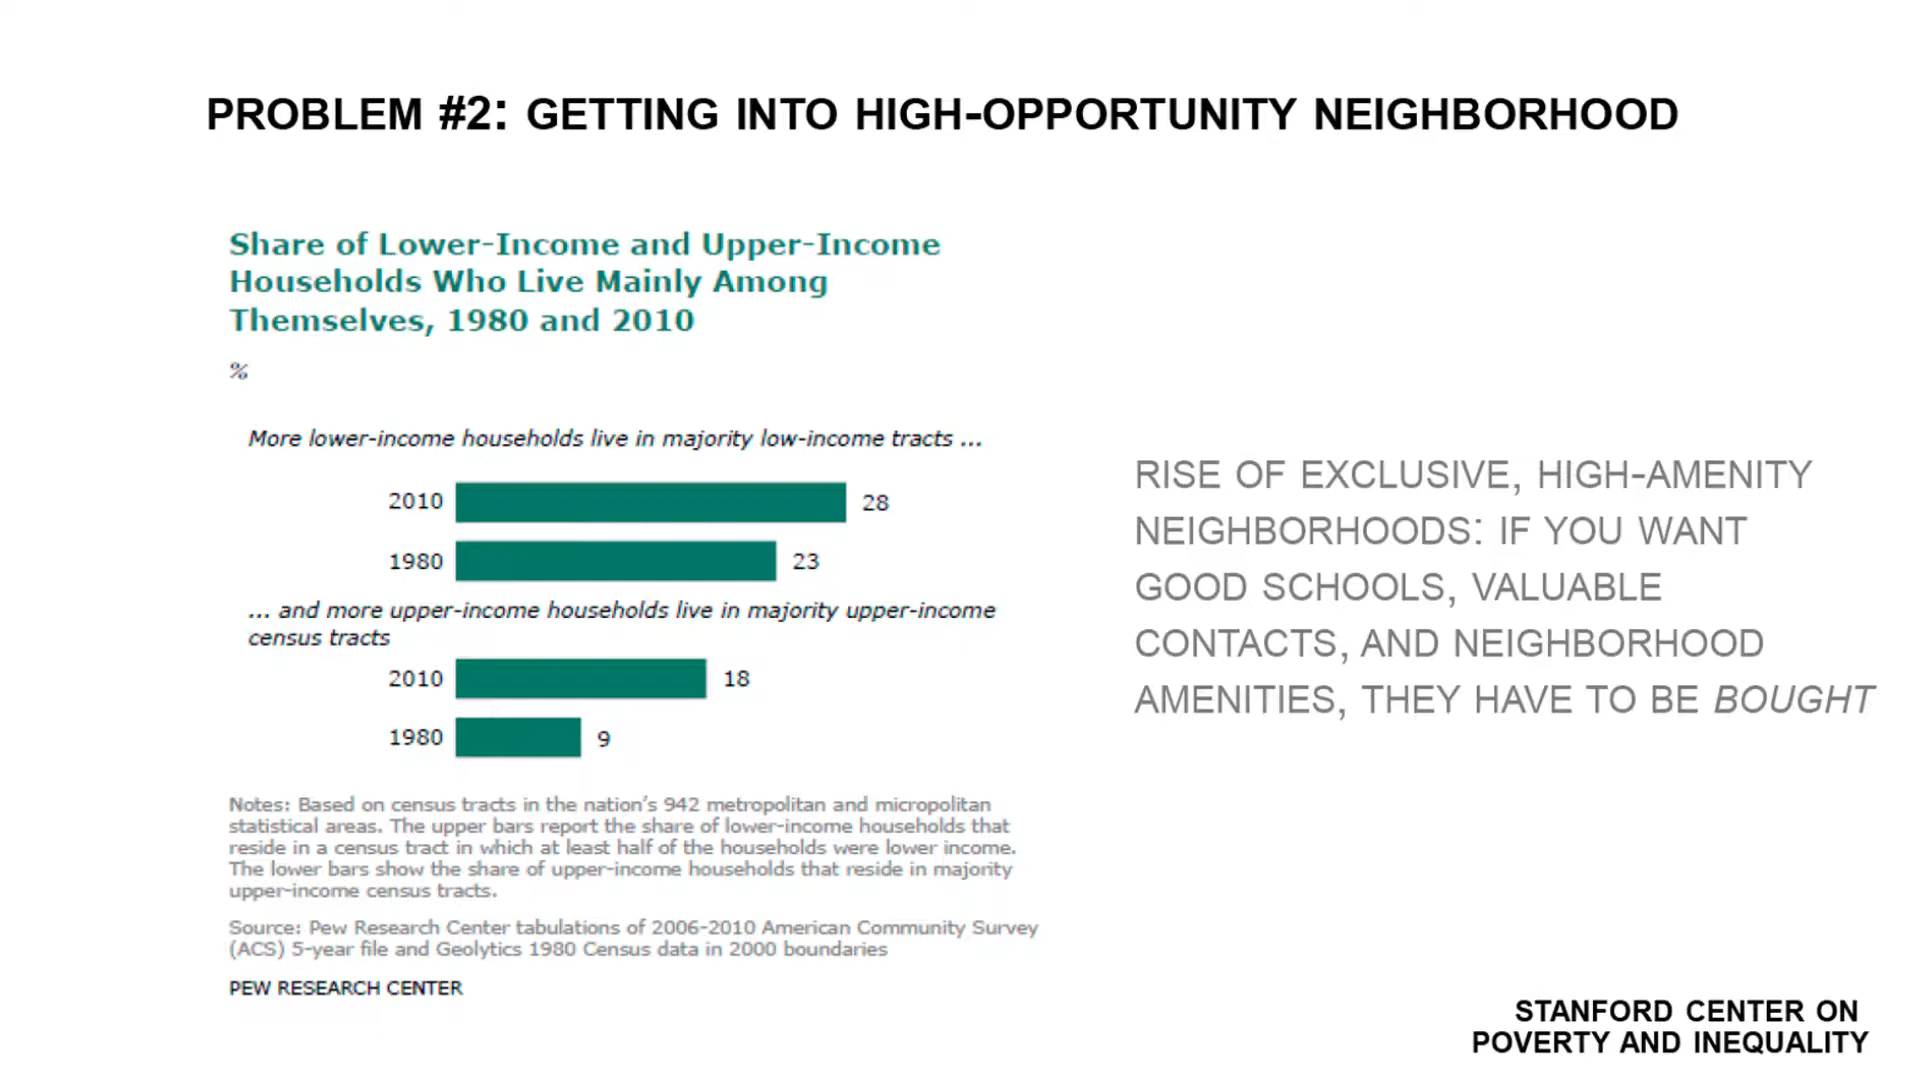 PROBLEM #2: GETTING INTO HIGH-OPPORTUNITY NEIGHBORHOOD
Share of Lower-Income and Upper-Income
Households Who Live Mainly Among
Themselves, 1980 and 2010
%
More lower-income households live in majority low-income tracts ...
2010 28
1980 23
... and more upper-income households live in majority upper-income
census tracts
2010 18
1980 9
Notes: Based on census tracts in the nation's 942 metropolitan and micropolitan
statistical areas. The upper bars report the share of lower-income households that
reside in a census tract in which at least half of the households were lower income.
The lower bars show the share of upper-income households that reside in majority
upper-income census tracts.
Source: Pew Research Center tabulations of 2006-2010 American Community Survey
(ACS) 5-year file and Geolytics 1980 Census data in 2000 boundaries
PEW RESEARCH CENTER
RISE OF EXCLUSIVE, HIGH-AMENITY
NEIGHBORHOODS: IF YOU WANT
GOOD SCHOOLS, VALUABLE
CONTACTS, AND NEIGHBORHOOD
AMENITIES, THEY HAVE TO BE BOUGHT
STANFORD CENTER ON
POVERTY AND INEQUALITY